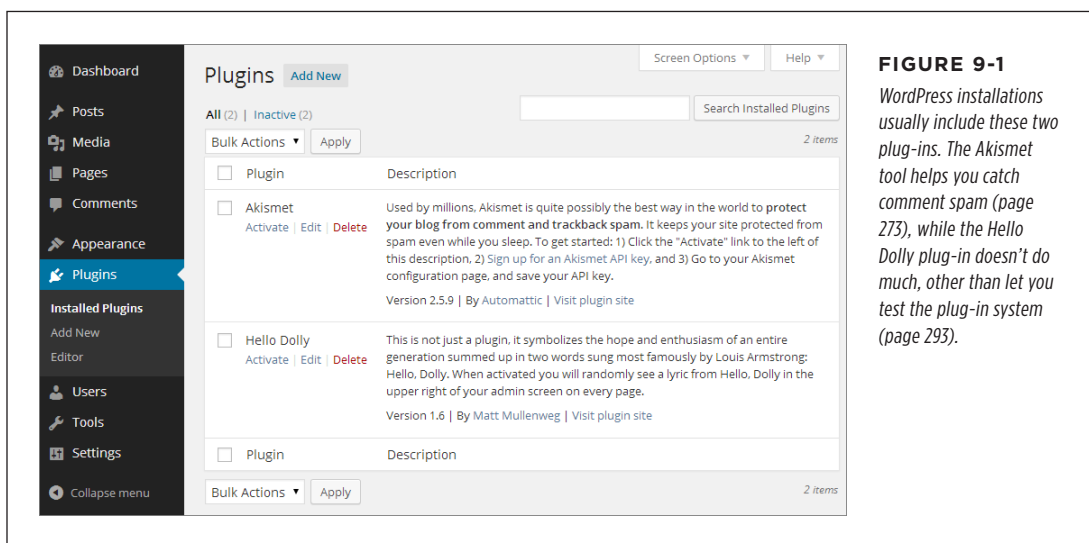 Dashboard
Posts
Media
Pages
Comments
Appearance
Plugins
Installed Plugins
Add New
Editor
Users
Tools
Settings
Collapse menu
Screen Options ▼
Help ▼
Plugins Add New
All (2) | Inactive (2)
Search Installed Plugins
Bulk Actions ▼ Apply
2 items
Plugin Description
Akismet
Activate | Edit | Delete
Used by millions, Akismet is quite possibly the best way in the world to protect
your blog from comment and trackback spam. It keeps your site protected from
spam even while you sleep. To get started: 1) Click the "Activate" link to the left of
this description, 2) Sign up for an Akismet API key, and 3) Go to your Akismet
configuration page, and save your API key.
Version 2.5.9 | By Automattic | Visit plugin site
Hello Dolly
Activate | Edit | Delete
This is not just a plugin, it symbolizes the hope and enthusiasm of an entire
generation summed up in two words sung most famously by Louis Armstrong:
Hello, Dolly. When activated you will randomly see a lyric from Hello, Dolly in the
upper right of your admin screen on every page.
Version 1.6 | By Matt Mullenweg | Visit plugin site
Plugin Description
Bulk Actions ▼ Apply
2 items
FIGURE 9-1
WordPress installations
usually include these two
plug-ins. The Akismet
tool helps you catch
comment spam (page
273), while the Hello
Dolly plug-in doesn't do
much, other than let you
test the plug-in system
(page 293).